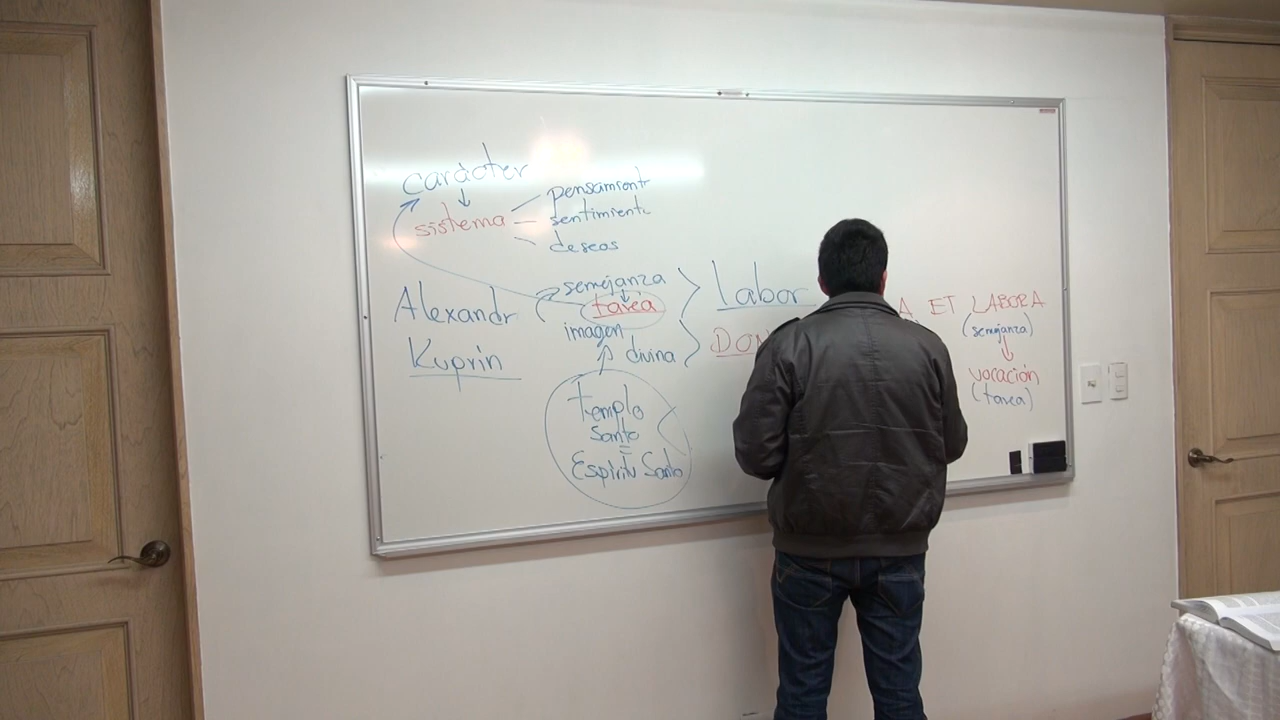 carácter
sistema
pensamient
sentimient
deseos
Alexandr
Kuprin
semejanza
tarea
imagen
divina
Templo
Santo
=
Espíritu Santo
labor
DON
A ET LABORA
(semejanza)
vocación
(tarea)